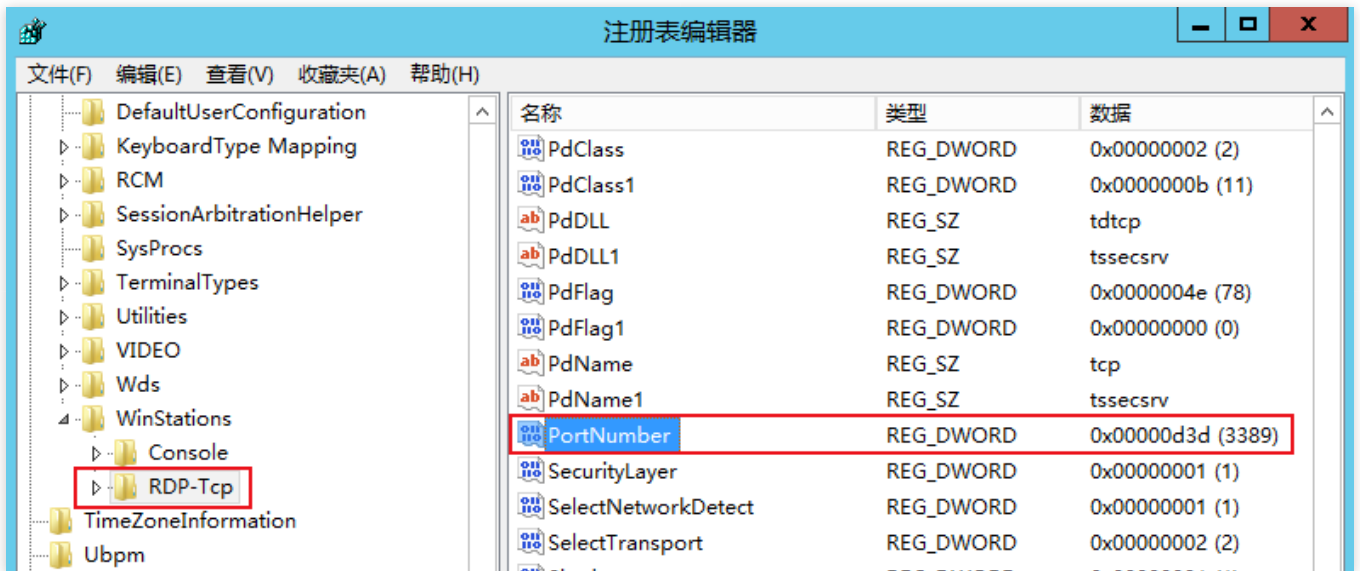 注册表编辑器
文件(F) 编辑(E) 查看(V) 收藏夹(A) 帮助(H)
DefaultUserConfiguration
KeyboardType Mapping
RCM
SessionArbitrationHelper
SysProcs
TerminalTypes
Utilities
VIDEO
Wds
WinStations
Console
RDP-Tcp
TimeZoneInformation
Ubpm
名称 类型 数据
PdClass REG_DWORD 0x00000002 (2)
PdClass1 REG_DWORD 0x0000000b (11)
PdDLL REG_SZ tdtcp
PdDLL1 REG_SZ tssecsrv
PdFlag REG_DWORD 0x0000004e (78)
PdFlag1 REG_DWORD 0x00000000 (0)
PdName REG_SZ tcp
PdName1 REG_SZ tssecsrv
PortNumber REG_DWORD 0x00000d3d (3389)
SecurityLayer REG_DWORD 0x00000001 (1)
SelectNetworkDetect REG_DWORD 0x00000001 (1)
SelectTransport REG_DWORD 0x00000002 (2)